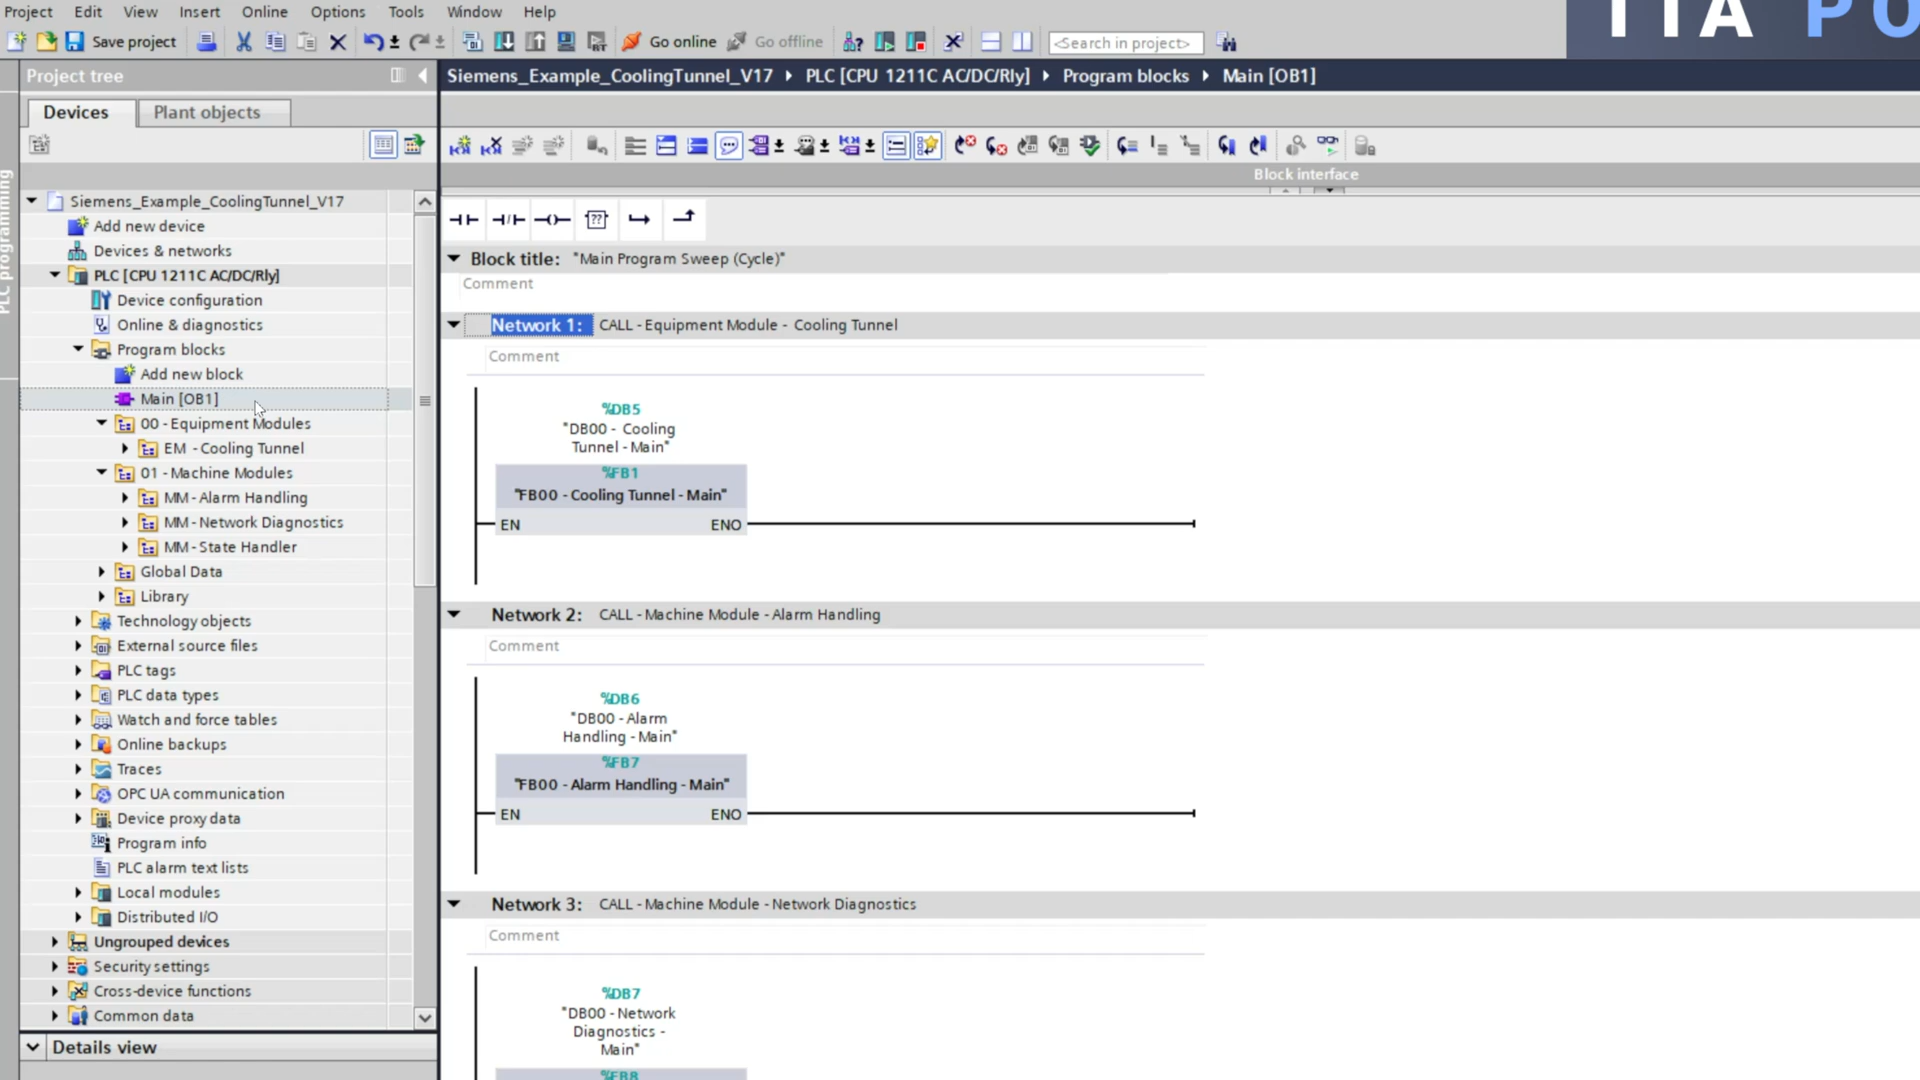 Project Edit View Insert Online Options Tools Window Help
TIA PO
Save project Go online Go offline <Search in project>
Project tree
Siemens_Example_CoolingTunnel_V17 PLC [CPU 1211C AC/DC/Rly] Program blocks Main [OB1]
Devices Plant objects
Block interface
PLC programming
Siemens_Example_CoolingTunnel_V17
Add new device
Devices & networks
PLC [CPU 1211C AC/DC/Rly]
Device configuration
Online & diagnostics
Program blocks
Add new block
Main [OB1]
00 - Equipment Modules
EM - Cooling Tunnel
01 - Machine Modules
MM - Alarm Handling
MM - Network Diagnostics
MM - State Handler
Global Data
Library
Technology objects
External source files
PLC tags
PLC data types
Watch and force tables
Online backups
Traces
OPC UA communication
Device proxy data
Program info
PLC alarm text lists
Local modules
Distributed I/O
Ungrouped devices
Security settings
Cross-device functions
Common data
Details view
??
Block title: "Main Program Sweep (Cycle)"
Comment
Network 1: CALL - Equipment Module - Cooling Tunnel
Comment
%DB5
"DB00 - Cooling
Tunnel - Main"
%FB1
"FB00 - Cooling Tunnel - Main"
EN ENO
Network 2: CALL - Machine Module - Alarm Handling
Comment
%DB6
"DB00 - Alarm
Handling - Main"
%FB7
"FB00 - Alarm Handling - Main"
EN ENO
Network 3: CALL - Machine Module - Network Diagnostics
Comment
%DB7
"DB00 - Network
Diagnostics -
Main"
%FB8